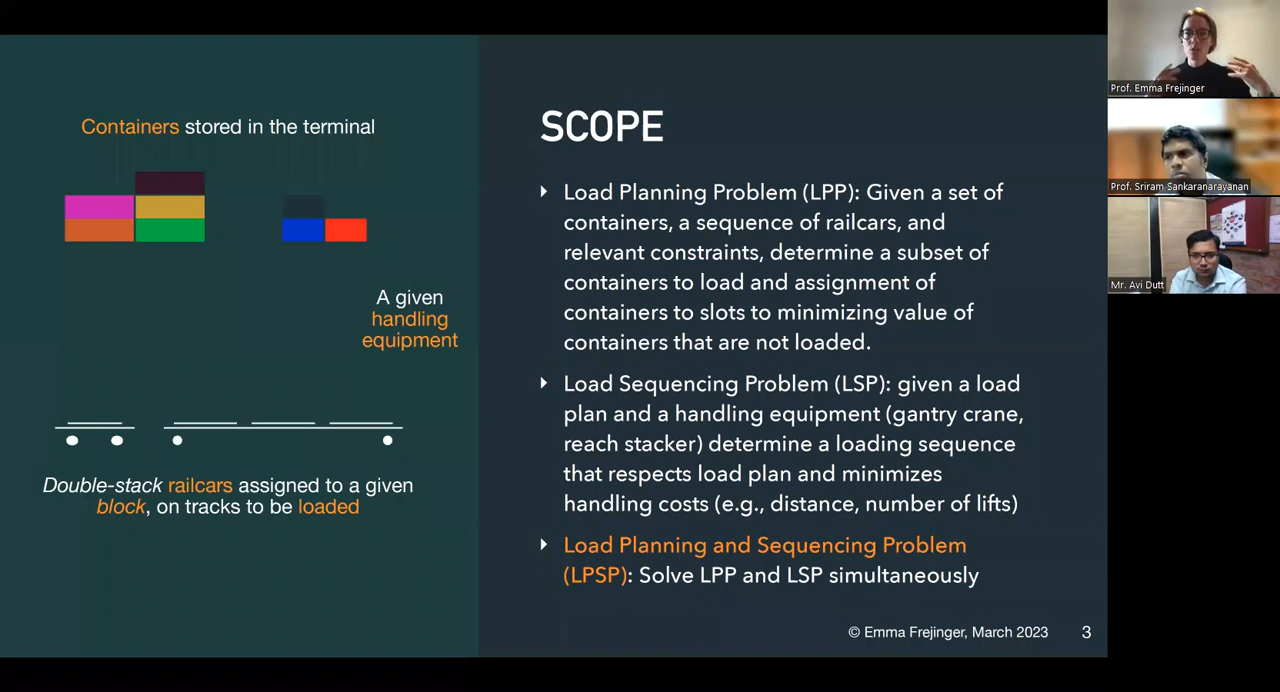 Containers stored in the terminal
A given
handling
equipment
Double-stack railcars assigned to a given
block, on tracks to be loaded
SCOPE
Load Planning Problem (LPP): Given a set of
containers, a sequence of railcars, and
relevant constraints, determine a subset of
containers to load and assignment of
containers to slots to minimizing value of
containers that are not loaded.
Load Sequencing Problem (LSP): given a load
plan and a handling equipment (gantry crane,
reach stacker) determine a loading sequence
that respects load plan and minimizes
handling costs (e.g., distance, number of lifts)
Load Planning and Sequencing Problem
(LPSP): Solve LPP and LSP simultaneously
© Emma Frejinger, March 2023 3
Prof. Emma Frejinger
Prof. Sriram Sankaranarayanan
Mr. Avi Dutt